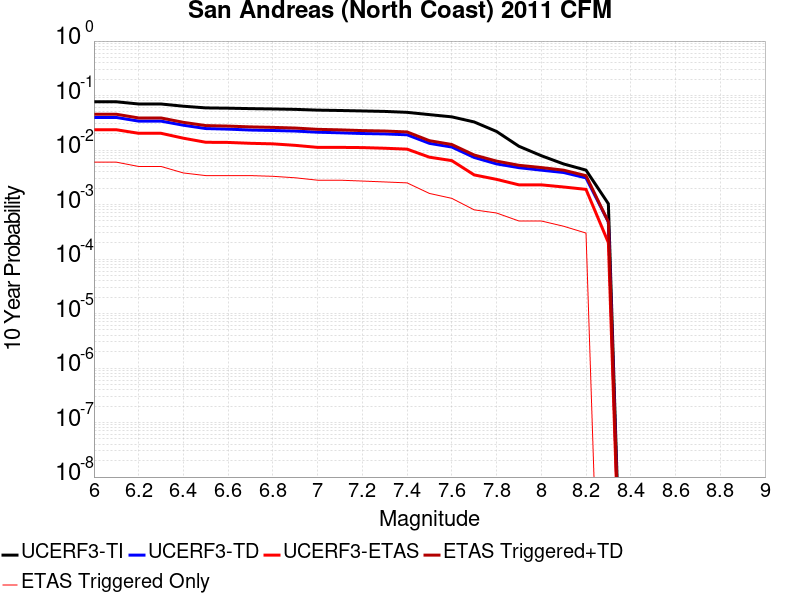 San Andreas (North Coast) 2011 CFM
10 Year Probability
10^0
10^-1
10^-2
10^-3
10^-4
10^-5
10^-6
10^-7
10^-8
6 6.2 6.4 6.6 6.8 7 7.2 7.4 7.6 7.8 8 8.2 8.4 8.6 8.8 9
Magnitude
UCERF3-TI UCERF3-TD UCERF3-ETAS ETAS Triggered+TD
ETAS Triggered Only